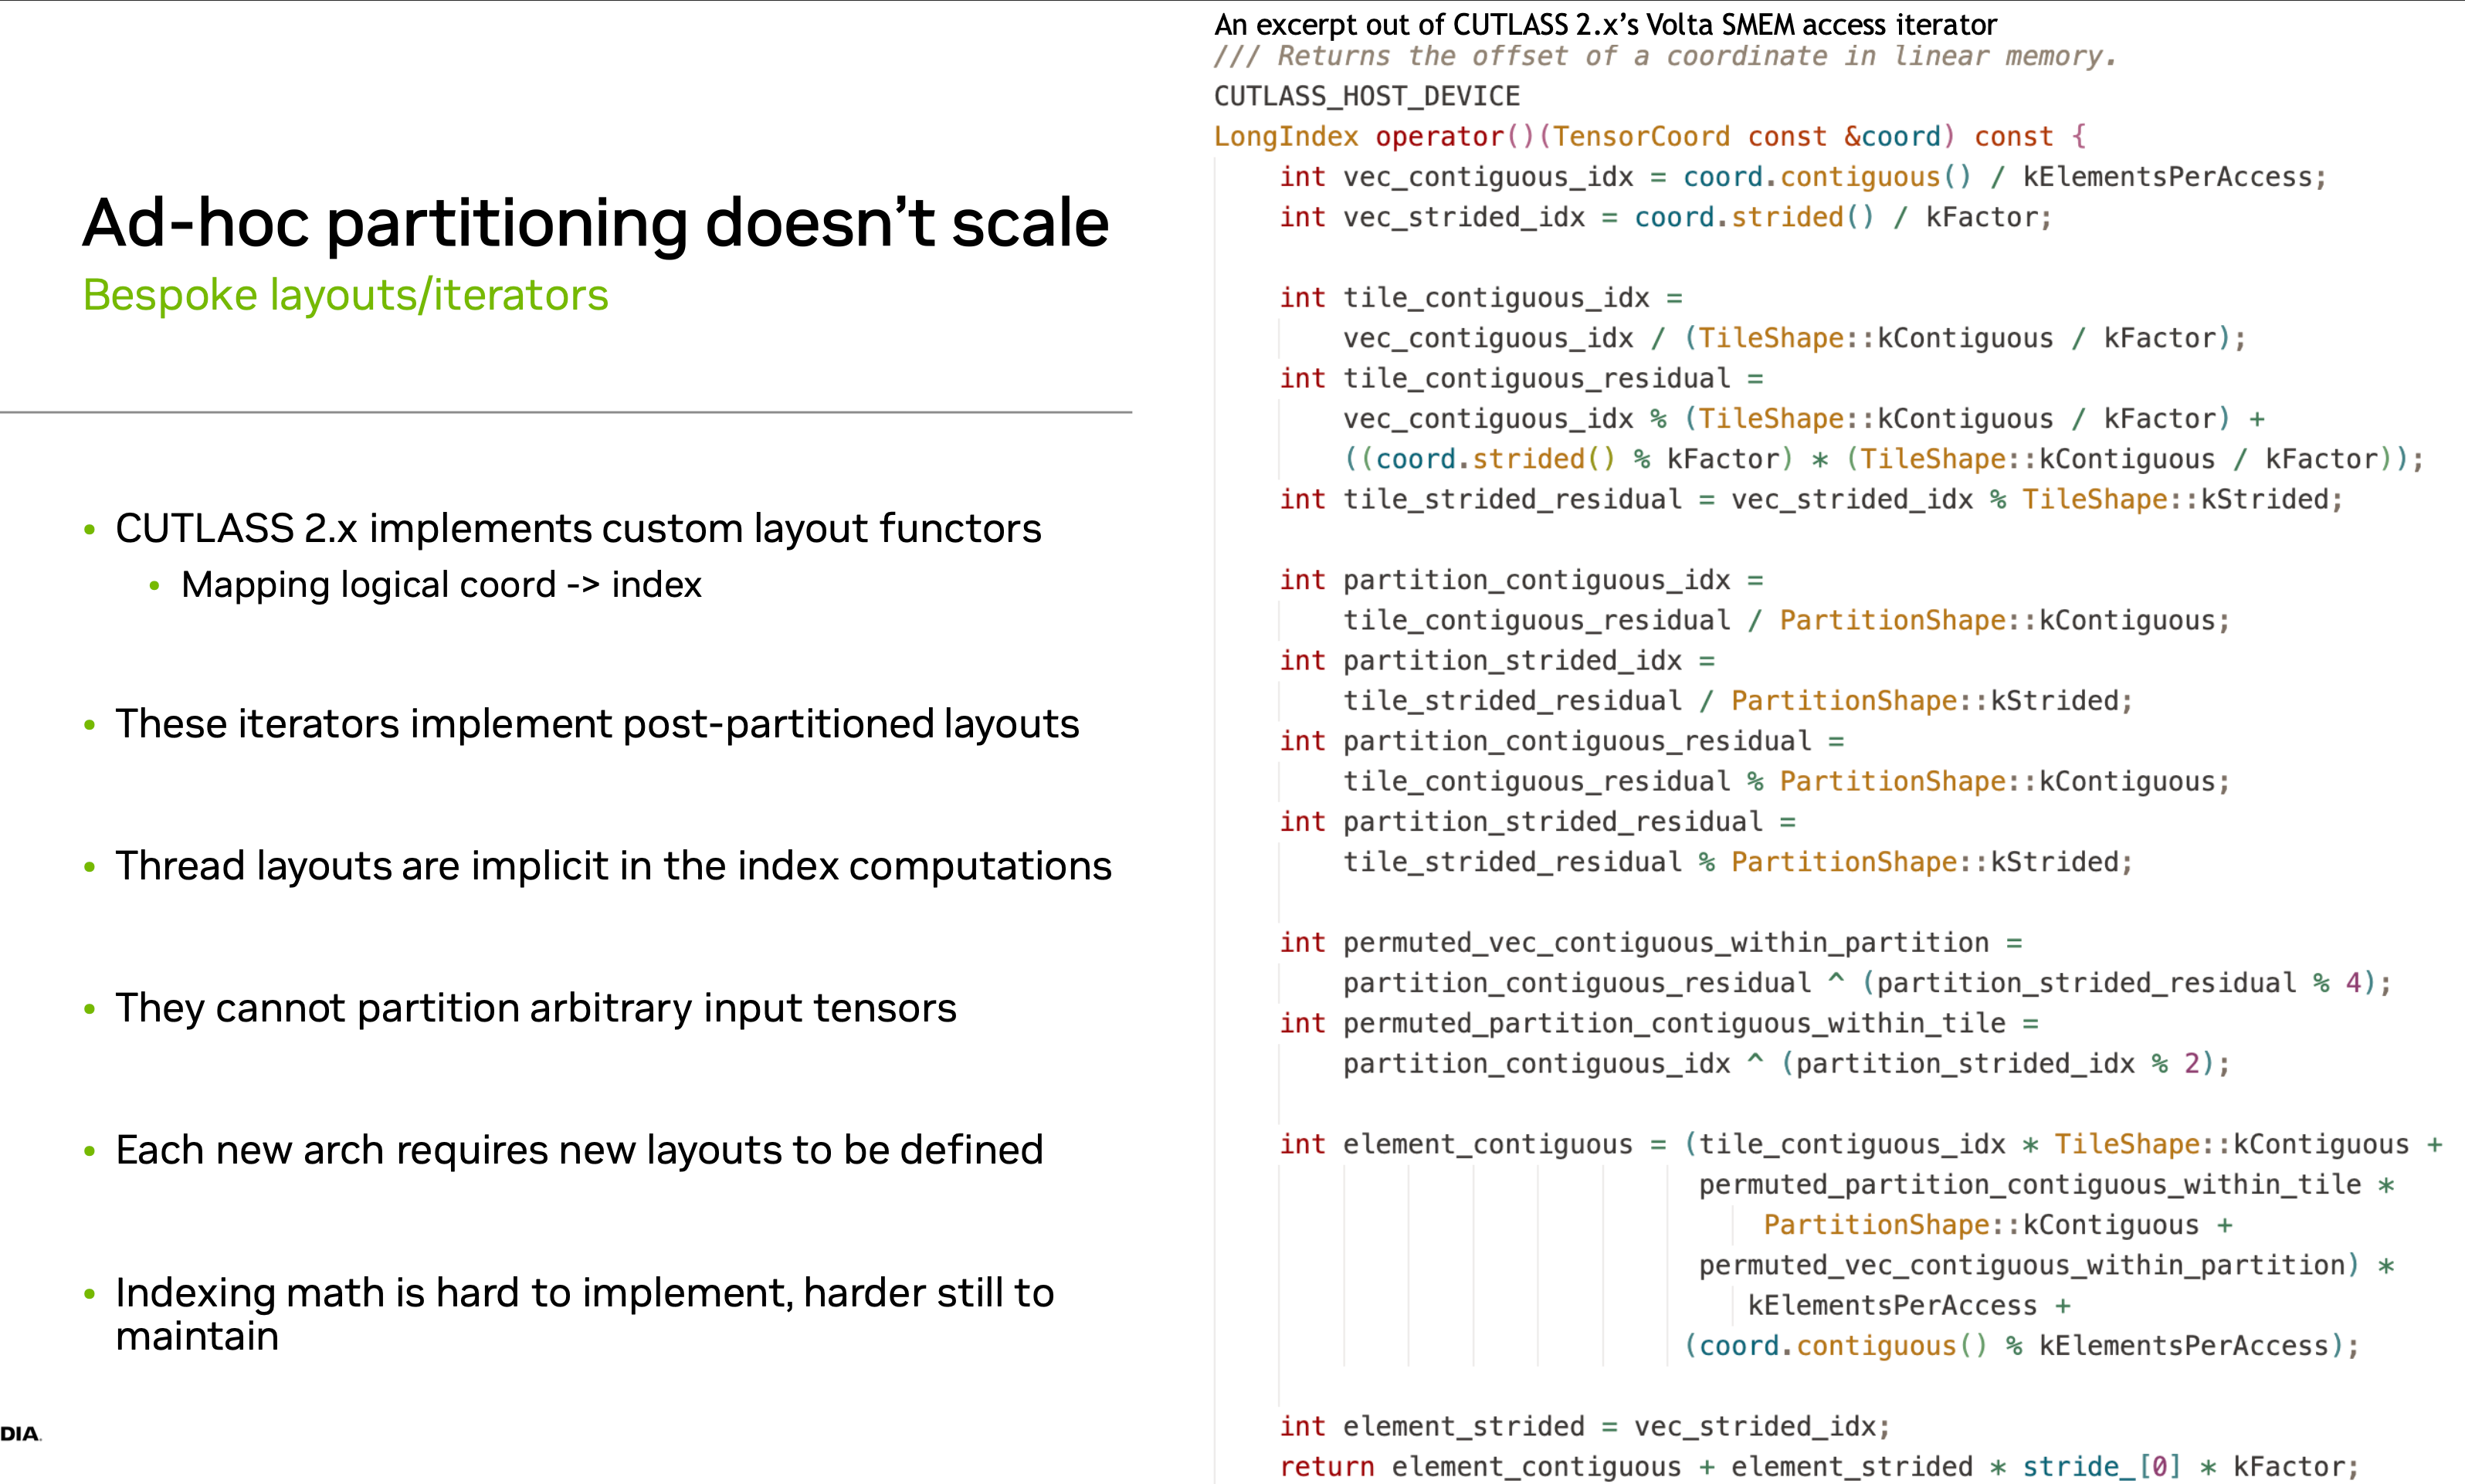 Ad-hoc partitioning doesn’t scale
Bespoke layouts/iterators
• CUTLASS 2.x implements custom layout functors
• Mapping logical coord -> index
• These iterators implement post-partitioned layouts
• Thread layouts are implicit in the index computations
• They cannot partition arbitrary input tensors
• Each new arch requires new layouts to be defined
• Indexing math is hard to implement, harder still to
maintain
DIA.
An excerpt out of CUTLASS 2.x’s Volta SMEM access iterator
/// Returns the offset of a coordinate in linear memory.
CUTLASS_HOST_DEVICE
LongIndex operator()(TensorCoord const &coord) const {
    int vec_contiguous_idx = coord.contiguous() / kElementsPerAccess;
    int vec_strided_idx = coord.strided() / kFactor;
    int tile_contiguous_idx =
        vec_contiguous_idx / (TileShape::kContiguous / kFactor);
    int tile_contiguous_residual =
        vec_contiguous_idx % (TileShape::kContiguous / kFactor) +
        ((coord.strided() % kFactor) * (TileShape::kContiguous / kFactor));
    int tile_strided_residual = vec_strided_idx % TileShape::kStrided;
    int partition_contiguous_idx =
        tile_contiguous_residual / PartitionShape::kContiguous;
    int partition_strided_idx =
        tile_strided_residual / PartitionShape::kStrided;
    int partition_contiguous_residual =
        tile_contiguous_residual % PartitionShape::kContiguous;
    int partition_strided_residual =
        tile_strided_residual % PartitionShape::kStrided;
    int permuted_vec_contiguous_within_partition =
        partition_contiguous_residual ^ (partition_strided_residual % 4);
    int permuted_partition_contiguous_within_tile =
        partition_contiguous_idx ^ (partition_strided_idx % 2);
    int element_contiguous = (tile_contiguous_idx * TileShape::kContiguous +
                              permuted_partition_contiguous_within_tile *
                                  PartitionShape::kContiguous +
                              permuted_vec_contiguous_within_partition) *
                                 kElementsPerAccess +
                             (coord.contiguous() % kElementsPerAccess);
    int element_strided = vec_strided_idx;
    return element_contiguous + element_strided * stride_[0] * kFactor;